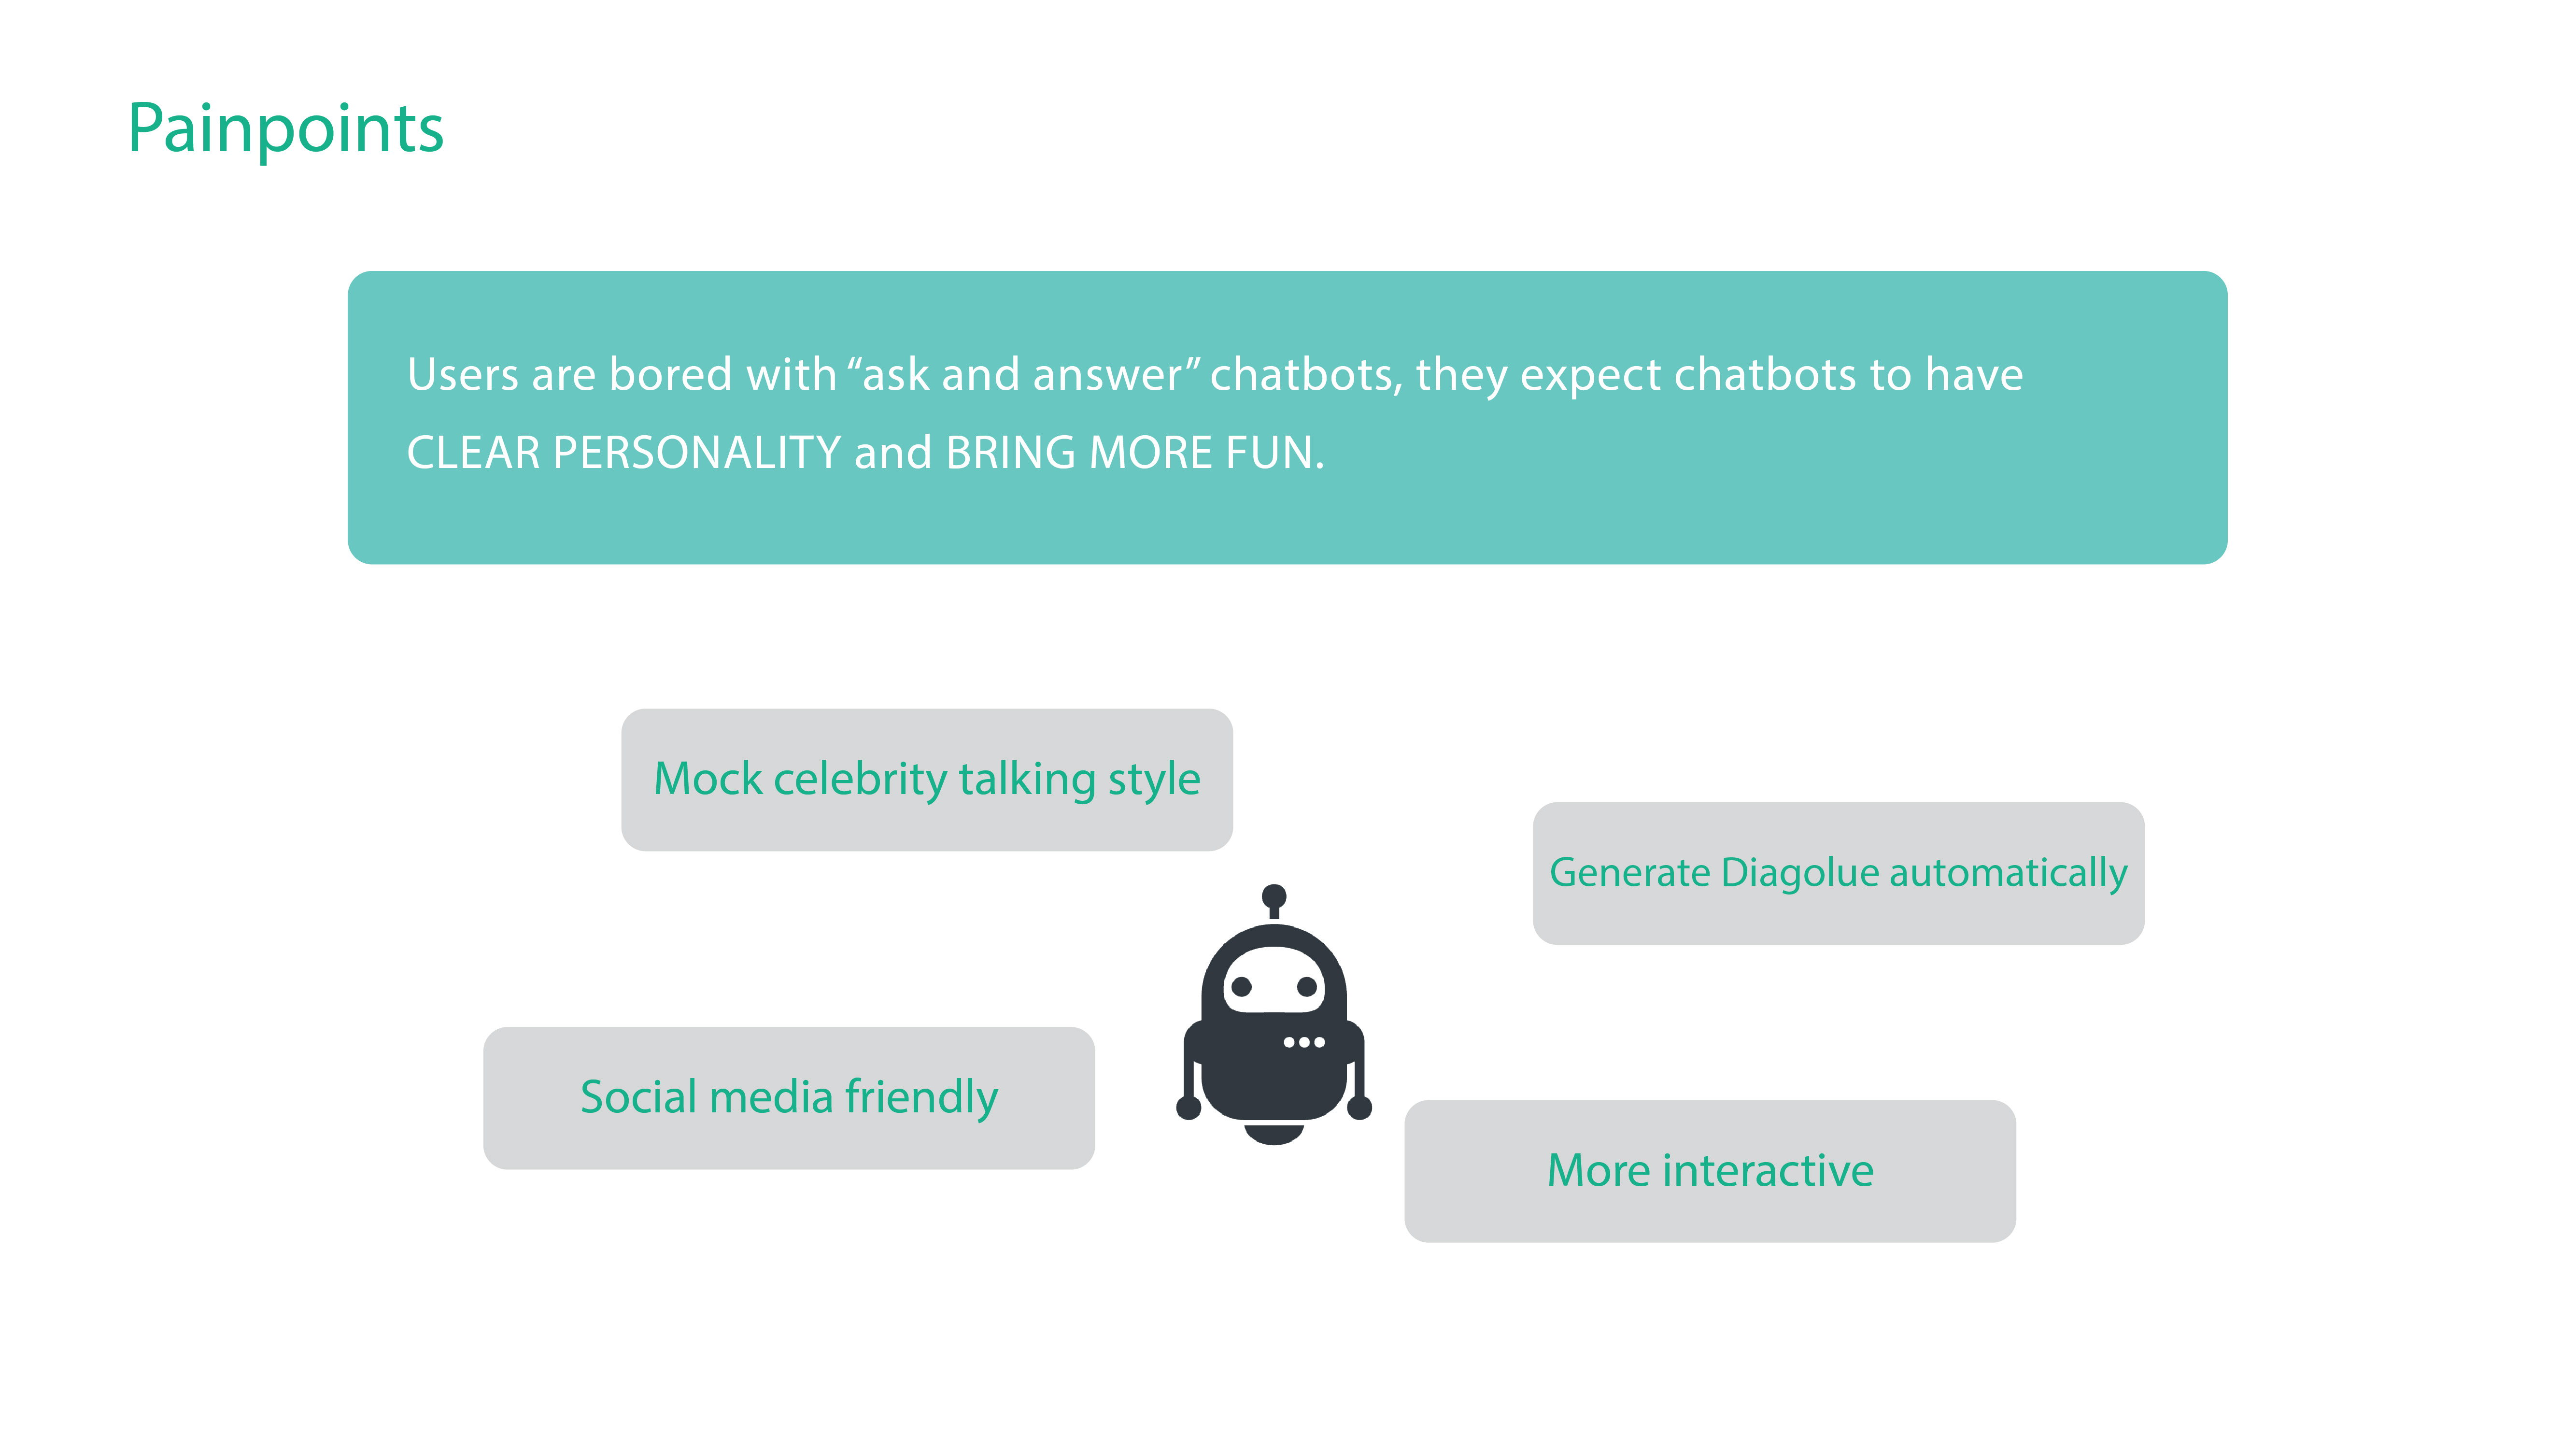 Painpoints
Users are bored with “ask and answer” chatbots, they expect chatbots to have
CLEAR PERSONALITY and BRING MORE FUN.
Mock celebrity talking style
Generate Diagolue automatically
Social media friendly
More interactive